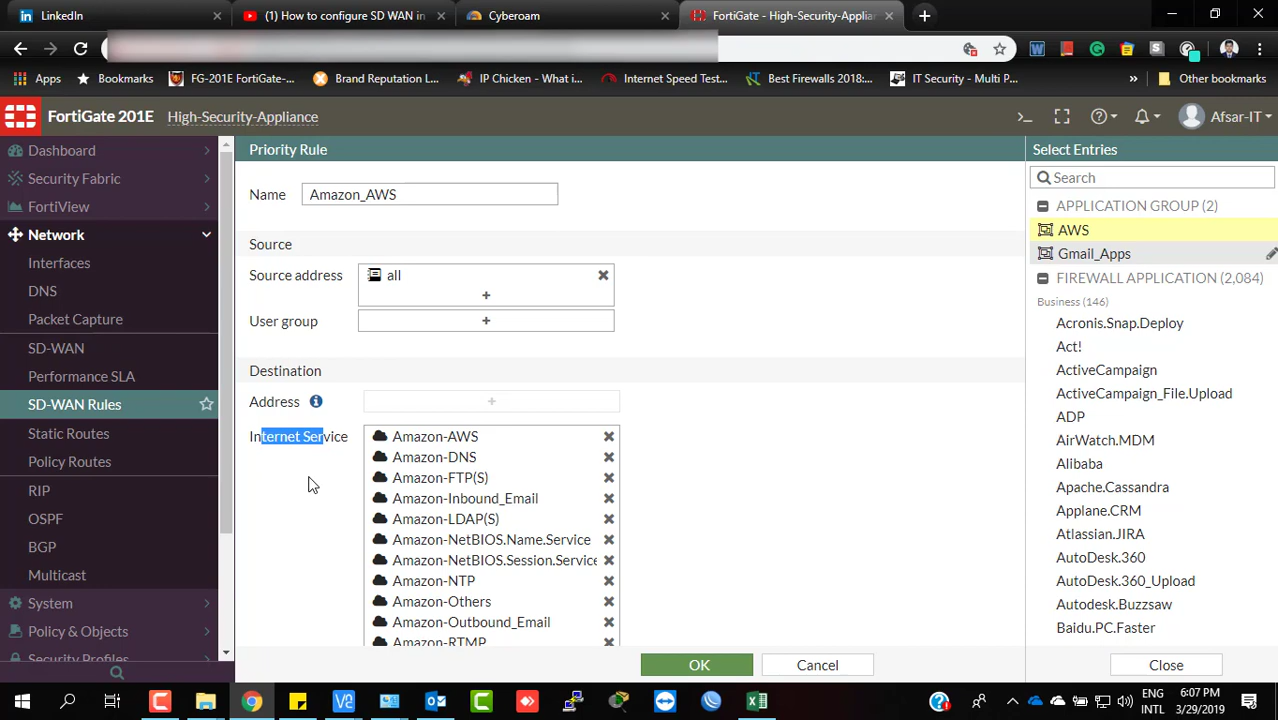 LinkedIn
(1) How to configure SD WAN in
Cyberoam
FortiGate - High-Security-Applian
Apps
Bookmarks
FG-201E FortiGate-...
Brand Reputation L...
IP Chicken - What i...
Internet Speed Test...
Best Firewalls 2018:...
IT Security - Multi P...
»
Other bookmarks
FortiGate 201E
High-Security-Appliance
Afsar-IT
Dashboard
Security Fabric
FortiView
Network
Interfaces
DNS
Packet Capture
SD-WAN
Performance SLA
SD-WAN Rules
Static Routes
Policy Routes
RIP
OSPF
BGP
Multicast
System
Policy & Objects
Security Profiles
Priority Rule
Name
Amazon_AWS
Source
Source address
all
User group
Destination
Address
Internet Service
Amazon-AWS
Amazon-DNS
Amazon-FTP(S)
Amazon-Inbound_Email
Amazon-LDAP(S)
Amazon-NetBIOS.Name.Service
Amazon-NetBIOS.Session.Service
Amazon-NTP
Amazon-Others
Amazon-Outbound_Email
Amazon-RTMP
OK
Cancel
Select Entries
Search
APPLICATION GROUP (2)
AWS
Gmail_Apps
FIREWALL APPLICATION (2,084)
Business (146)
Acronis.Snap.Deploy
Act!
ActiveCampaign
ActiveCampaign_File.Upload
ADP
AirWatch.MDM
Alibaba
Apache.Cassandra
Applane.CRM
Atlassian.JIRA
AutoDesk.360
AutoDesk.360_Upload
Autodesk.Buzzsaw
Baidu.PC.Faster
Close
ENG
INTL
6:07 PM
3/29/2019